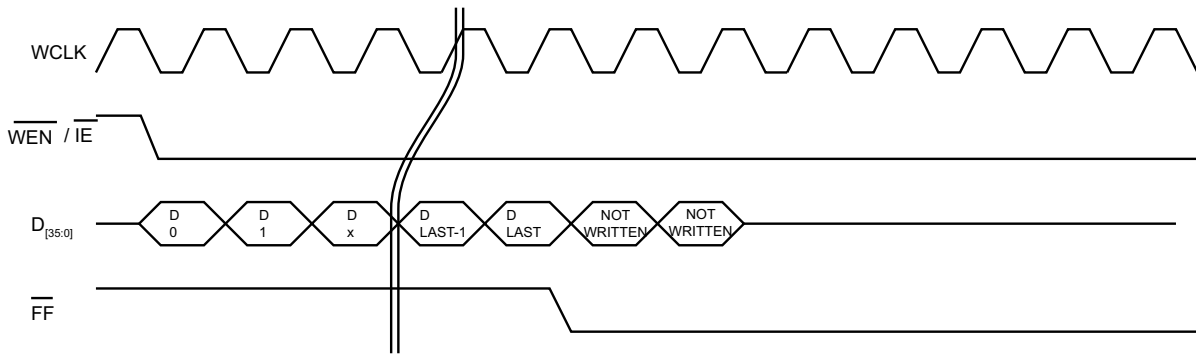 WCLK
WEN / IE
D[35:0]
D
0
D
1
D
x
D
LAST-1
D
LAST
NOT
WRITTEN
NOT
WRITTEN
FF